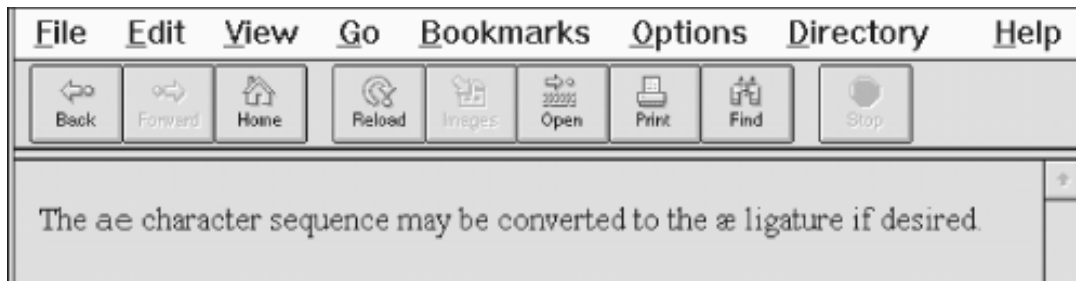 File Edit View Go Bookmarks Options Directory Help
Back Forward Home Reload Images Open Print Find Stop
The ae character sequence may be converted to the æ ligature if desired.